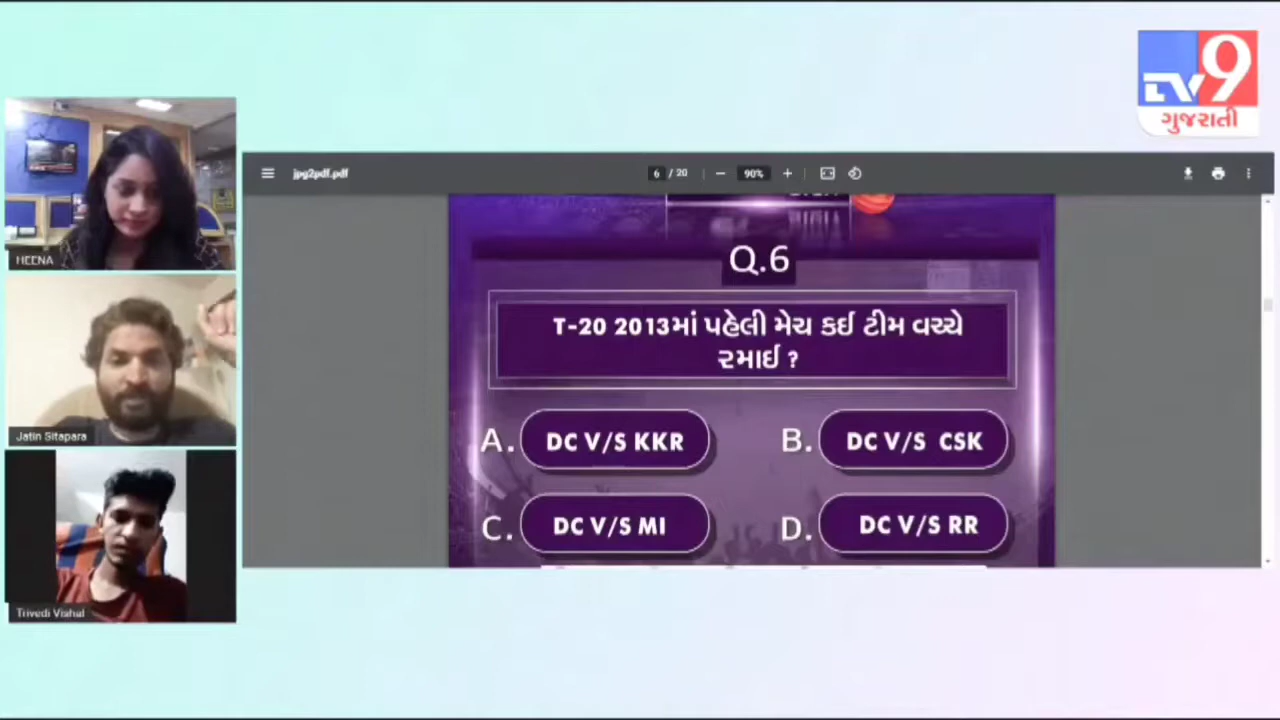 TV9
ગુજરાતી
jpg2pdf.pdf
6 / 20
90%
Q.6
T-20 2013માં પહેલી મેચ કઈ ટીમ વચ્ચે
રમાઈ ?
A. DC V/S KKR
B. DC V/S CSK
C. DC V/S MI
D. DC V/S RR
HEENA
Jatin Sitapara
Trivedi Vishal